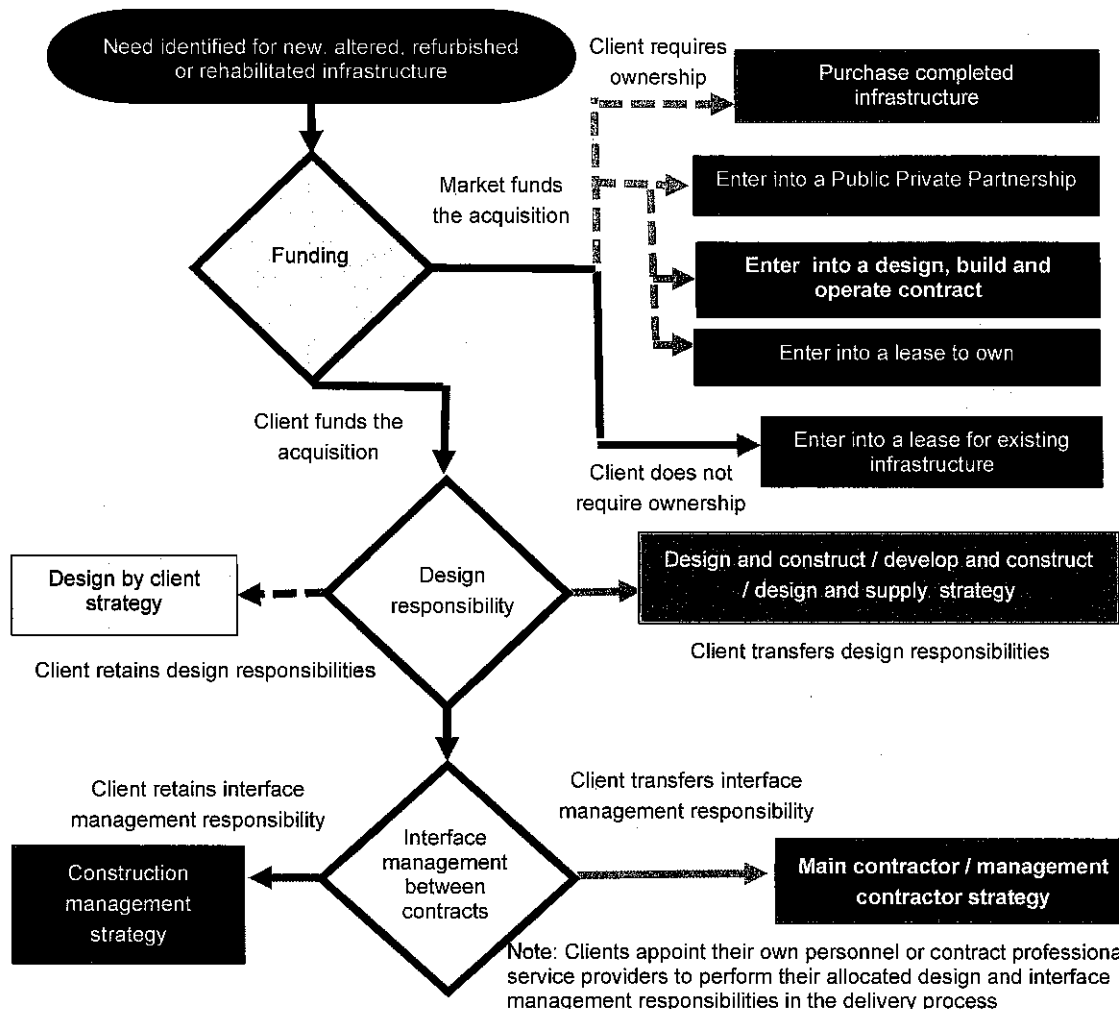 Need identified for new, altered, refurbished
or rehabilitated infrastructure
Client requires
ownership
Purchase completed
infrastructure
Market funds
the acquisition
Enter into a Public Private Partnership
Funding
Enter into a design, build and
operate contract
Enter into a lease to own
Client funds the
acquisition
Enter into a lease for existing
infrastructure
Client does not
require ownership
Design by client
strategy
Design
responsibility
Design and construct / develop and construct
/ design and supply strategy
Client retains design responsibilities
Client transfers design responsibilities
Client retains interface
management responsibility
Client transfers interface
management responsibility
Construction
management
strategy
Interface
management
between
contracts
Main contractor / management
contractor strategy
Note: Clients appoint their own personnel or contract professiona
service providers to perform their allocated design and interface
management responsibilities in the delivery process